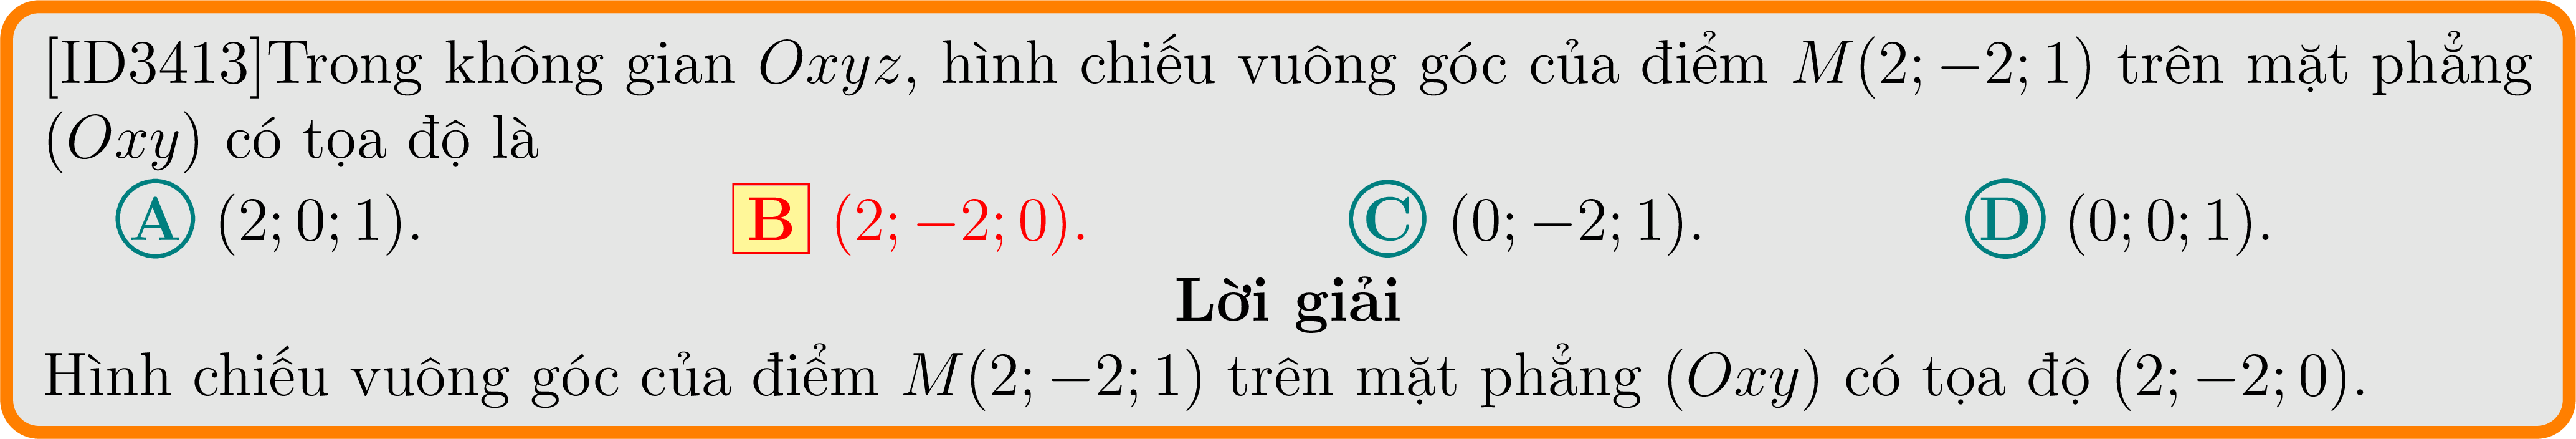 [ID3413]Trong không gian Oxyz, hình chiếu vuông góc của điểm M(2; −2; 1) trên mặt phẳng
(Oxy) có tọa độ là
A (2; 0; 1). B (2; −2; 0). C (0; −2; 1). D (0; 0; 1).
Lời giải
Hình chiếu vuông góc của điểm M(2; −2; 1) trên mặt phẳng (Oxy) có tọa độ (2; −2; 0).